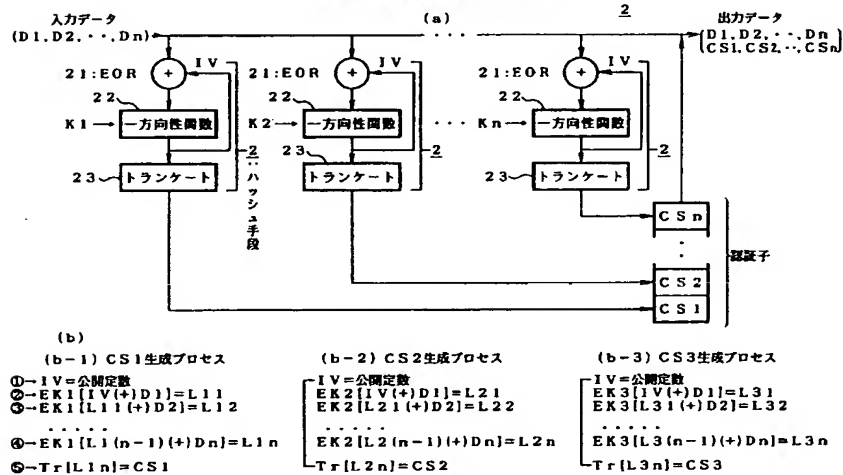 入力データ (a) 2 出力データ
(D1,D2,・・,Dn) ・・・ (D1,D2,・・,Dn
CS1,CS2,・・,CSn)
IV IV IV
21:EOR + 21:EOR + 21:EOR +
22 22 22
K1 一方向性関数 K2 一方向性関数 ・・・ Kn 一方向性関数
2:ハッシュ手段 2 2
23 トランケート 23 トランケート 23 トランケート
CSn
・・・
認証子
CS2
CS1
(b)
(b-1) CS1生成プロセス
①→IV=公開定数
②→EK1[IV(+)D1]=L11
③→EK1[L11(+)D2]=L12
・・・・・
④→EK1[L1(n-1)(+)Dn]=L1n
⑤→Tr[L1n]=CS1
(b-2) CS2生成プロセス
IV=公開定数
EK2[IV(+)D1]=L21
EK2[L21(+)D2]=L22
・・・・・
EK2[L2(n-1)(+)Dn]=L2n
Tr[L2n]=CS2
(b-3) CS3生成プロセス
IV=公開定数
EK3[IV(+)D1]=L31
EK3[L31(+)D2]=L32
・・・・・
EK3[L3(n-1)(+)Dn]=L3n
Tr[L3n]=CS3